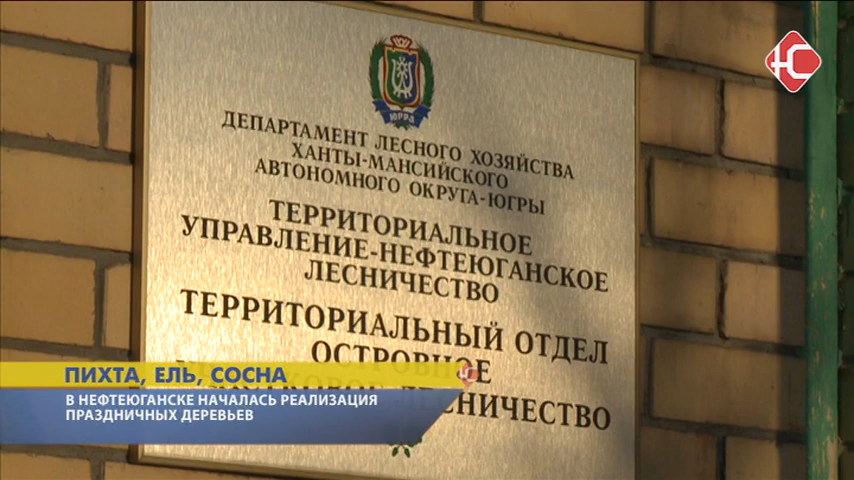 ЮГРА
ДЕПАРТАМЕНТ ЛЕСНОГО ХОЗЯЙСТВА
ХАНТЫ-МАНСИЙСКОГО
АВТОНОМНОГО ОКРУГА-ЮГРЫ
ТЕРРИТОРИАЛЬНОЕ
УПРАВЛЕНИЕ-НЕФТЕЮГАНСКОЕ
ЛЕСНИЧЕСТВО
ТЕРРИТОРИАЛЬНЫЙ ОТДЕЛ
ОСТРОВНОЕ
ЛЕСНИЧЕСТВО
ПИХТА, ЕЛЬ, СОСНА
В НЕФТЕЮГАНСКЕ НАЧАЛАСЬ РЕАЛИЗАЦИЯ
ПРАЗДНИЧНЫХ ДЕРЕВЬЕВ